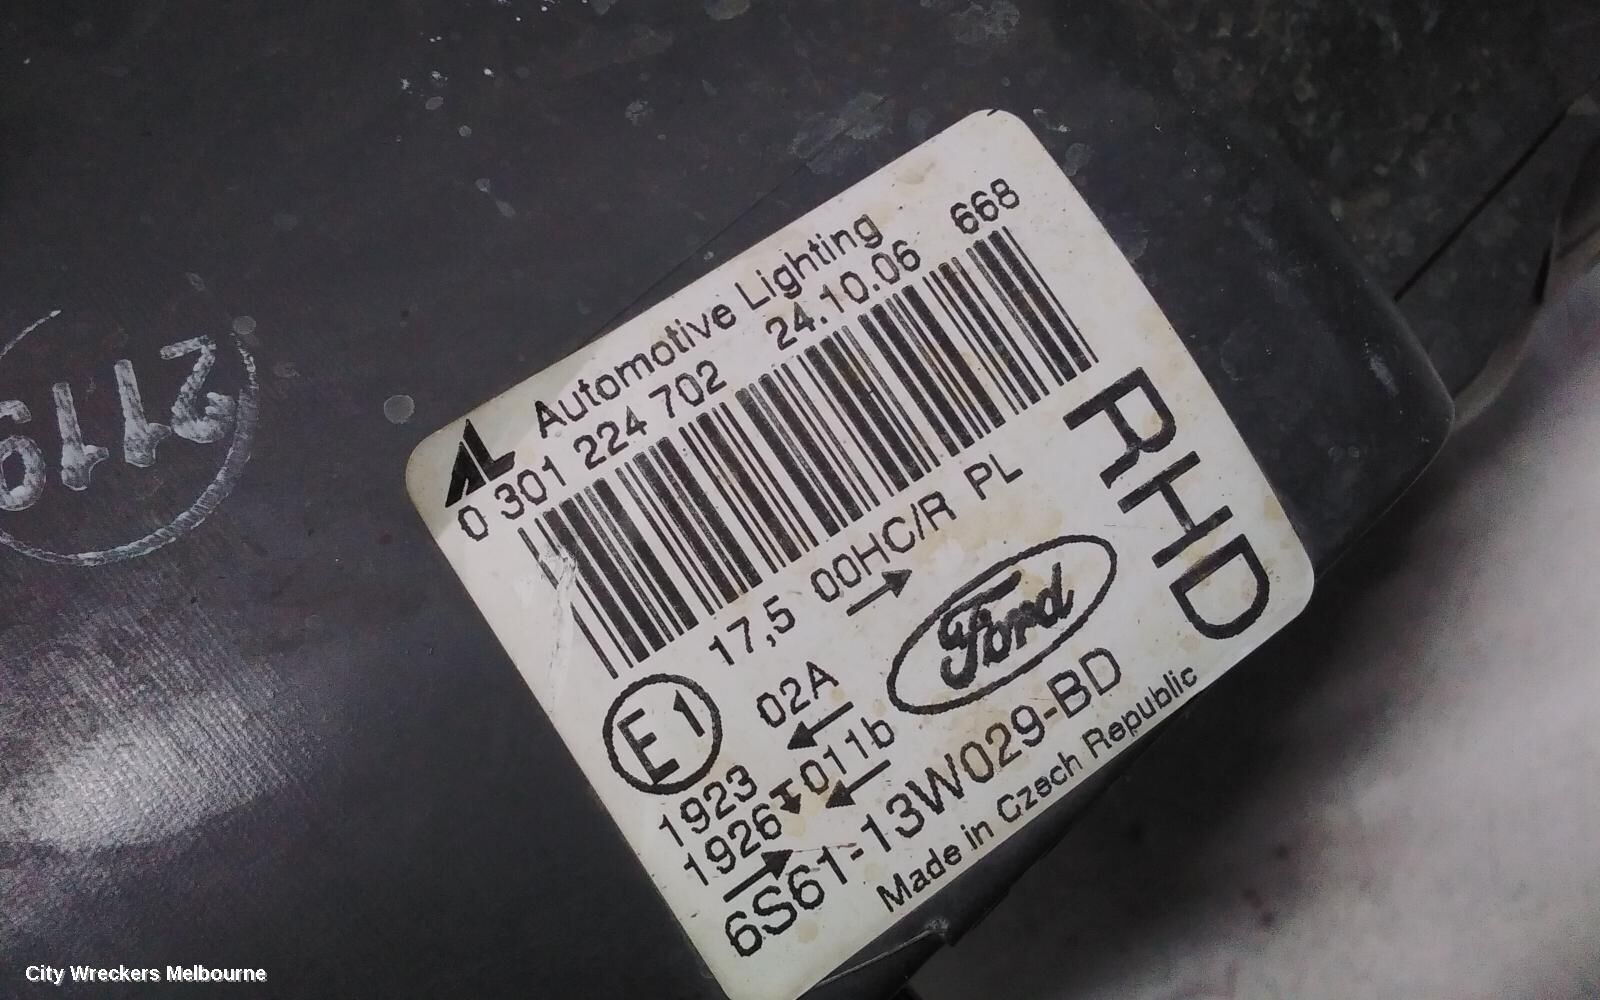 Automotive Lighting
0 301 224 702 24.10.06 668
17,5 00HC/R PL
RHD
E1
02A
Ford
1923
1926 011b
6S61-13W029-BD
Made in Czech Republic
2119
City Wreckers Melbourne